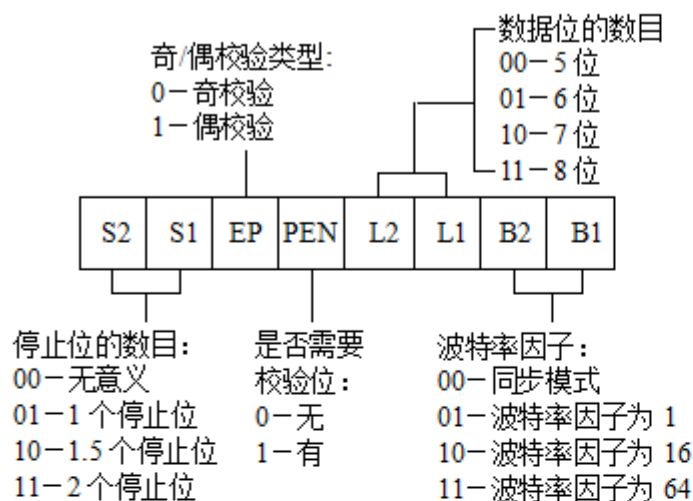 奇/偶校验类型:
0－奇校验
1－偶校验
数据位的数目
00－5 位
01－6 位
10－7 位
11－8 位
S2 S1 EP PEN L2 L1 B2 B1
停止位的数目：
00－无意义
01－1 个停止位
10－1.5 个停止位
11－2 个停止位
是否需要
校验位：
0－无
1－有
波特率因子：
00－同步模式
01－波特率因子为 1
10－波特率因子为 16
11－波特率因子为 64